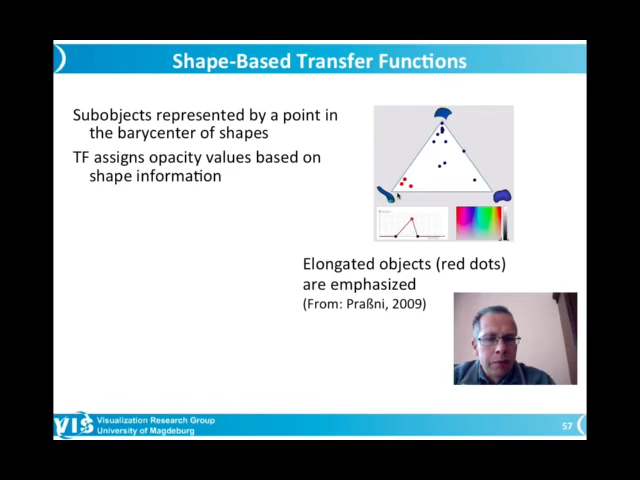 Shape-Based Transfer Functions
Subobjects represented by a point in
the barycenter of shapes
TF assigns opacity values based on
shape information
Elongated objects (red dots)
are emphasized
(From: Praßni, 2009)
VIS
Visualization Research Group
University of Magdeburg
57